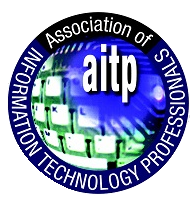 Association of
INFORMATION TECHNOLOGY PROFESSIONALS
aitp